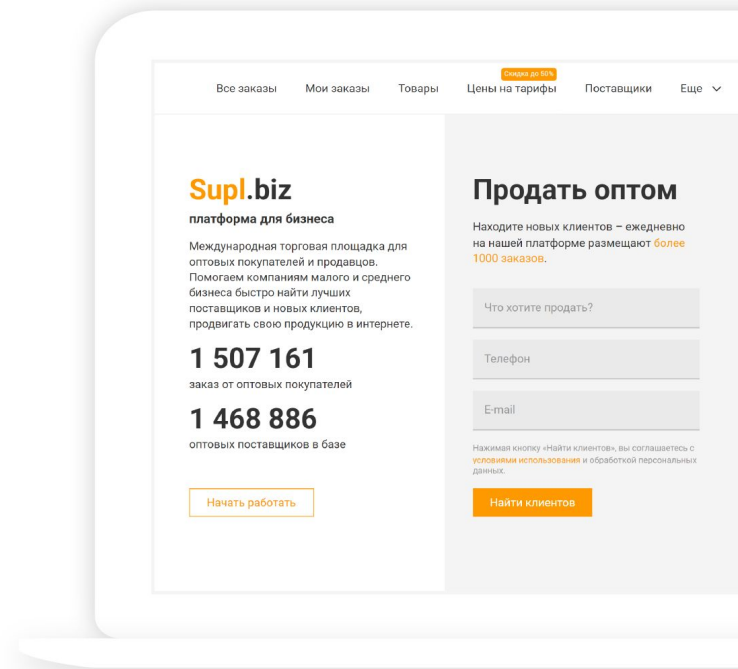 Скидка до 50%
Все заказы Мои заказы Товары Цены на тарифы Поставщики Еще
Supl.biz
платформа для бизнеса
Международная торговая площадка для
оптовых покупателей и продавцов.
Помогаем компаниям малого и среднего
бизнеса быстро найти лучших
поставщиков и новых клиентов,
продвигать свою продукцию в интернете.
1 507 161
заказ от оптовых покупателей
1 468 886
оптовых поставщиков в базе
Начать работать
Продать оптом
Находите новых клиентов – ежедневно
на нашей платформе размещают более
1000 заказов.
Что хотите продать?
Телефон
E-mail
Нажимая кнопку «Найти клиентов», вы соглашаетесь с
условиями использования и обработкой персональных
данных.
Найти клиентов